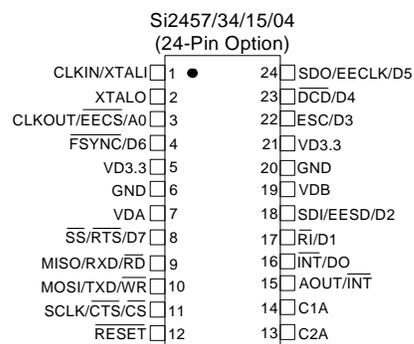 Si2457/34/15/04
(24-Pin Option)
CLKIN/XTALI 1 24 SDO/EECLK/D5
XTALO 2 23 DCD/D4
CLKOUT/EECS/A0 3 22 ESC/D3
FSYNC/D6 4 21 VD3.3
VD3.3 5 20 GND
GND 6 19 VDB
VDA 7 18 SDI/EESD/D2
SS/RTS/D7 8 17 RI/D1
MISO/RXD/RD 9 16 INT/DO
MOSI/TXD/WR 10 15 AOUT/INT
SCLK/CTS/CS 11 14 C1A
RESET 12 13 C2A